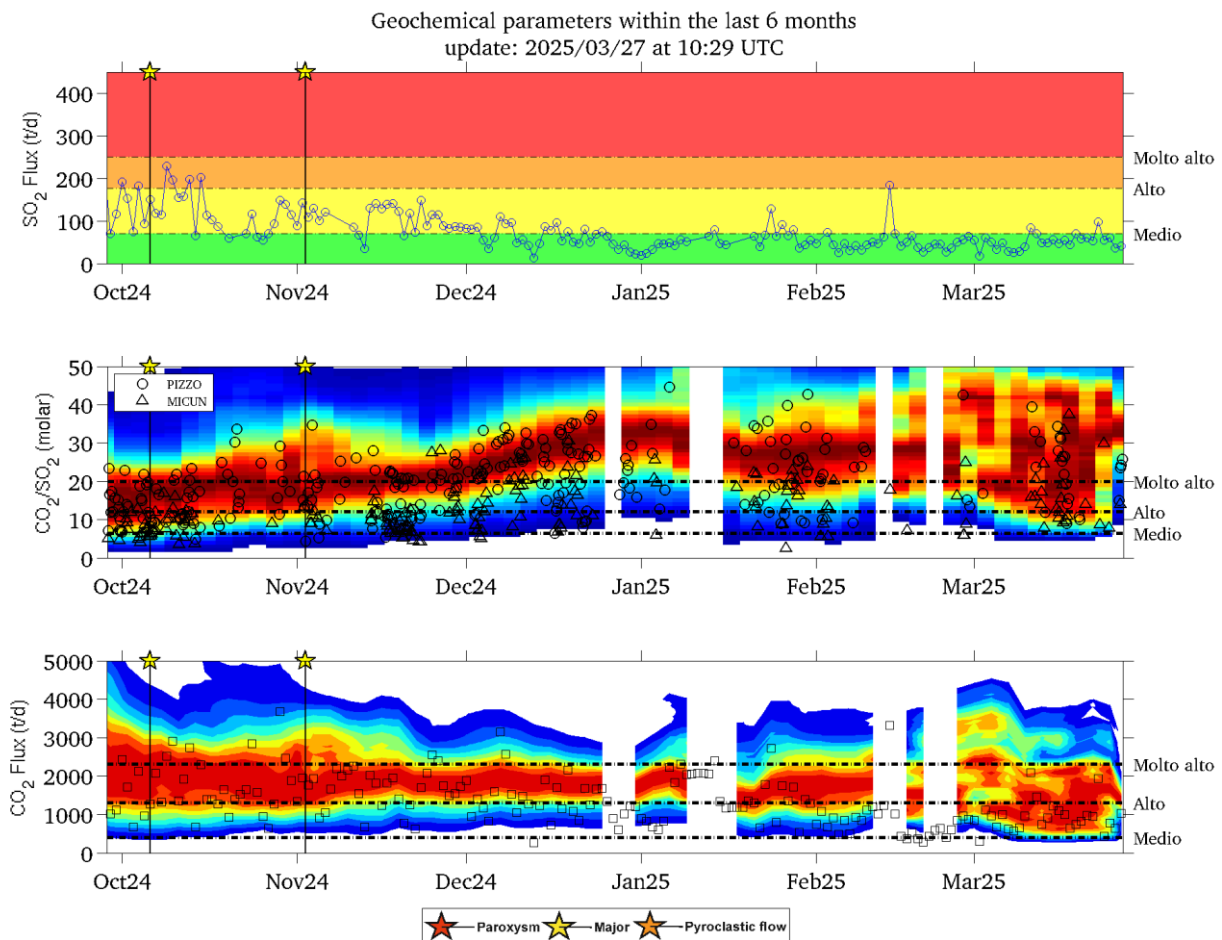 Geochemical parameters within the last 6 months
update: 2025/03/27 at 10:29 UTC
SO2 Flux (t/d)
400
300
200
100
0
Molto alto
Alto
Medio
Oct24 Nov24 Dec24 Jan25 Feb25 Mar25
CO2/SO2 (molar)
50
40
30
20
10
0
PIZZO
MICUN
Molto alto
Alto
Medio
Oct24 Nov24 Dec24 Jan25 Feb25 Mar25
CO2 Flux (t/d)
5000
4000
3000
2000
1000
0
Molto alto
Alto
Medio
Oct24 Nov24 Dec24 Jan25 Feb25 Mar25
Paroxysm Major Pyroclastic flow